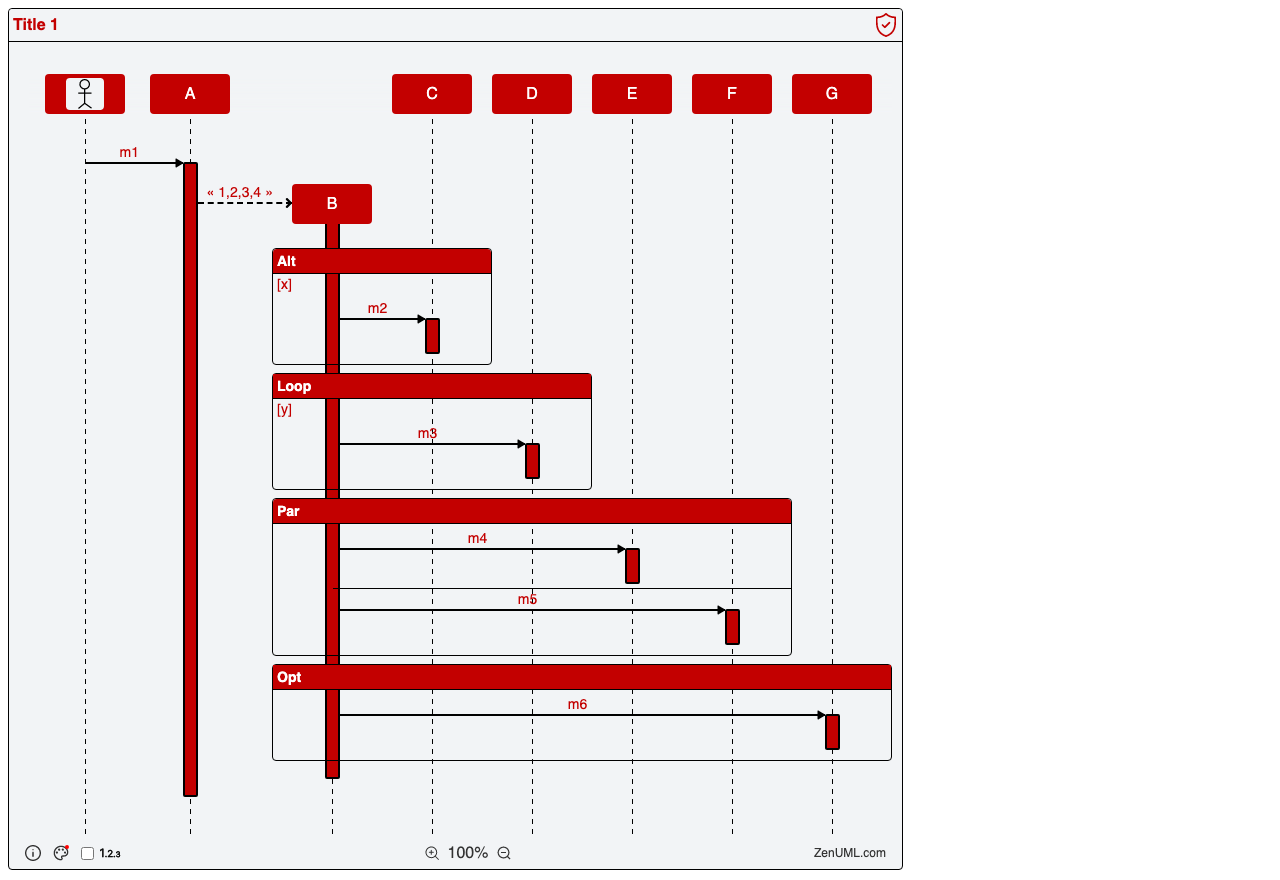 Title 1
A
C
D
E
F
G
m1
« 1,2,3,4 »
B
Alt
[x]
m2
Loop
[y]
m3
Par
m4
m5
Opt
m6
1.2.3
100%
ZenUML.com